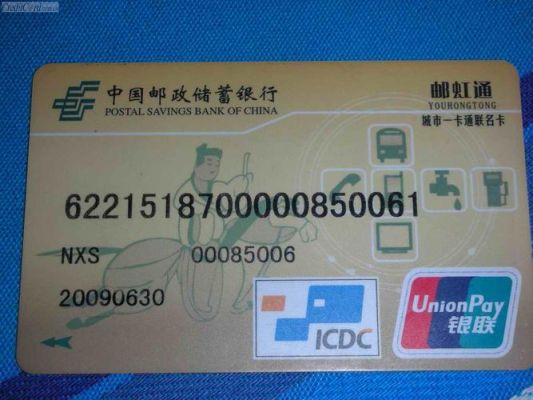 中国邮政储蓄银行
POSTAL SAVINGS BANK OF CHINA
邮虹通
YOUHONGTONG
城市一卡通联名卡
6221518700000850061
NXS 00085006
20090630
ICDC
UnionPay
银联